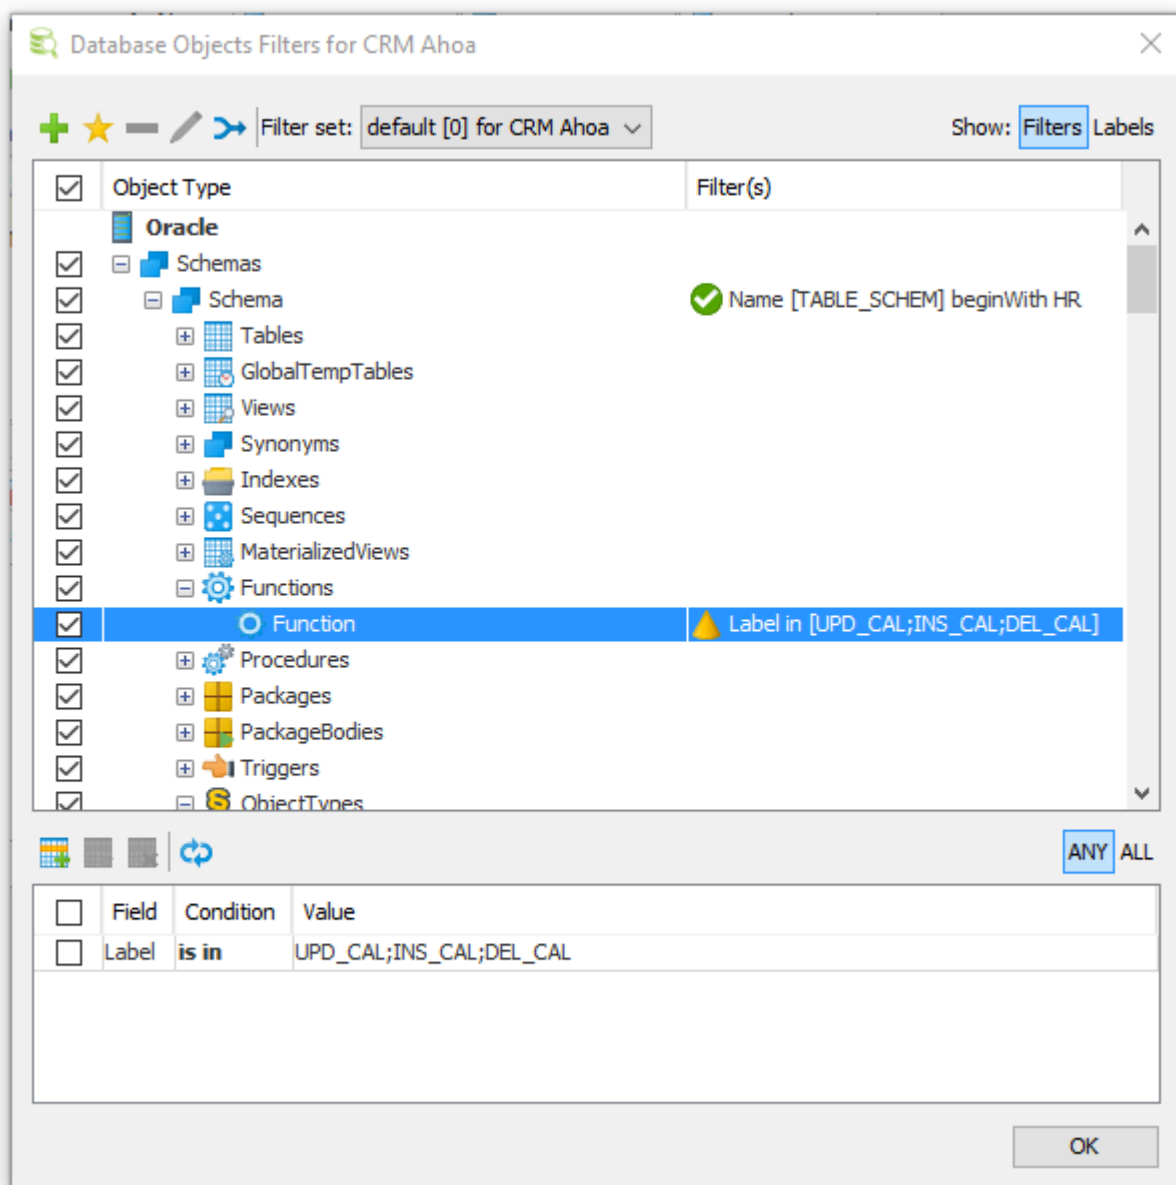 Database Objects Filters for CRM Ahoa
Filter set: default [0] for CRM Ahoa Show: Filters Labels
Object Type Filter(s)
Oracle
Schemas
Schema Name [TABLE_SCHEM] beginWith HR
Tables
GlobalTempTables
Views
Synonyms
Indexes
Sequences
MaterializedViews
Functions
Function Label in [UPD_CAL;INS_CAL;DEL_CAL]
Procedures
Packages
PackageBodies
Triggers
ObjectTypes
ANY ALL
Field Condition Value
Label is in UPD_CAL;INS_CAL;DEL_CAL
OK